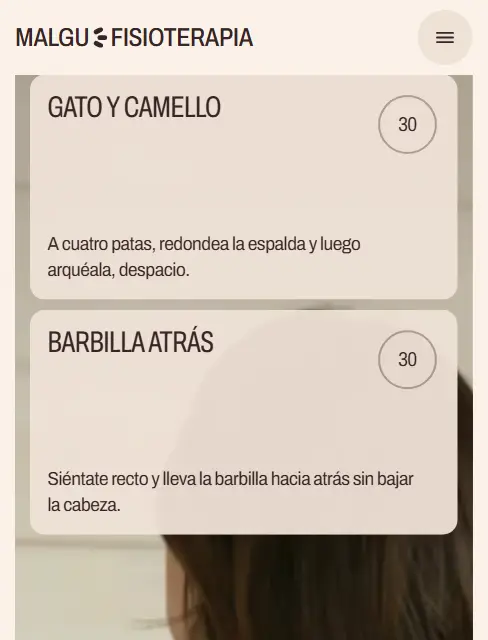 MALGU FISIOTERAPIA
GATO Y CAMELLO
30
A cuatro patas, redondea la espalda y luego
arquéala, despacio.
BARBILLA ATRÁS
30
Siéntate recto y lleva la barbilla hacia atrás sin bajar
la cabeza.